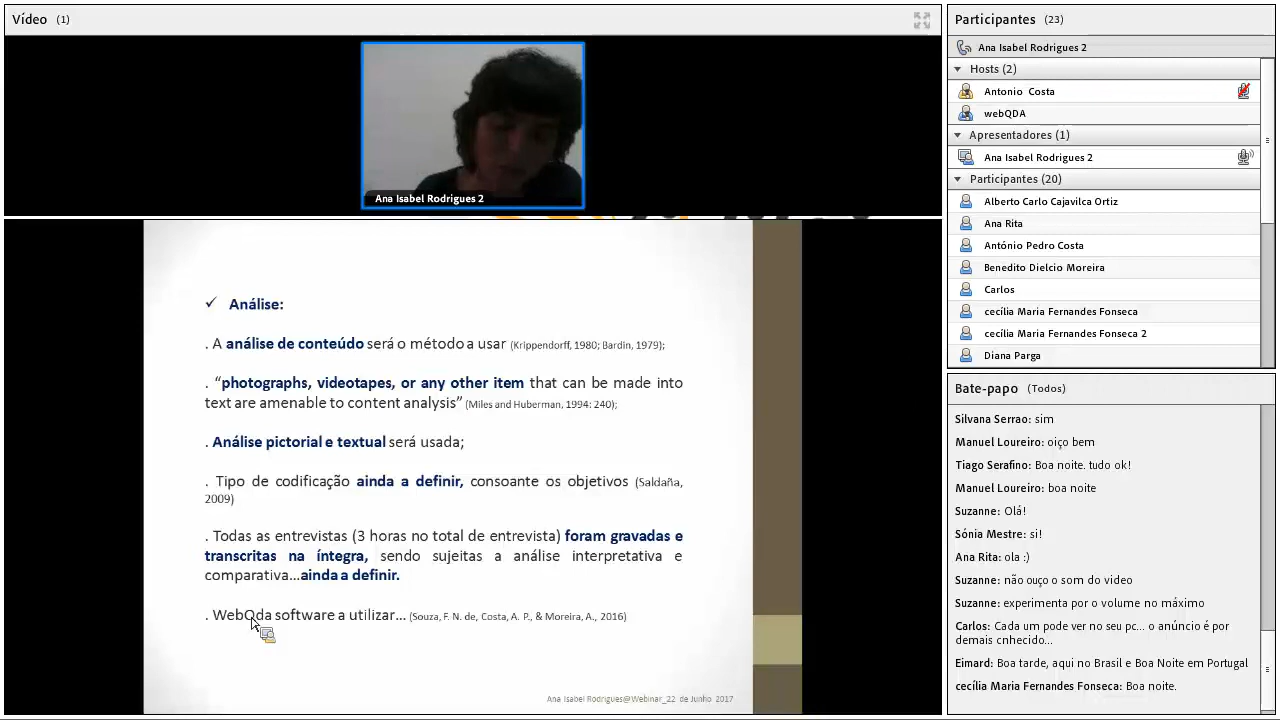 Vídeo (1)
Ana Isabel Rodrigues 2
✓ Análise:
. A análise de conteúdo será o método a usar (Krippendorff, 1980; Bardin, 1979);
. “photographs, videotapes, or any other item that can be made into
text are amenable to content analysis” (Miles and Huberman, 1994: 240);
. Análise pictorial e textual será usada;
. Tipo de codificação ainda a definir, consoante os objetivos (Saldaña,
2009)
. Todas as entrevistas (3 horas no total de entrevista) foram gravadas e
transcritas na íntegra, sendo sujeitas a análise interpretativa e
comparativa...ainda a definir.
. WebQda software a utilizar... (Souza, F. N. de, Costa, A. P., & Moreira, A., 2016)
Ana Isabel Rodrigues@Webinar_22 de Junho 2017
Participantes (23)
Ana Isabel Rodrigues 2
Hosts (2)
Antonio Costa
webQDA
Apresentadores (1)
Ana Isabel Rodrigues 2
Participantes (20)
Alberto Carlo Cajavilca Ortiz
Ana Rita
António Pedro Costa
Benedito Dielcio Moreira
Carlos
cecília Maria Fernandes Fonseca
cecília Maria Fernandes Fonseca 2
Diana Parga
Bate-papo (Todos)
Silvana Serrao: sim
Manuel Loureiro: oiço bem
Tiago Serafino: Boa noite. tudo ok!
Manuel Loureiro: boa noite
Suzanne: Olá!
Sónia Mestre: si!
Ana Rita: ola :)
Suzanne: não ouço o som do video
Suzanne: experimenta por o volume no máximo
Carlos: Cada um pode ver no seu pc... o anúncio é por
demais cnhecido...
Eimard: Boa tarde, aqui no Brasil e Boa Noite em Portugal
cecília Maria Fernandes Fonseca: Boa noite.